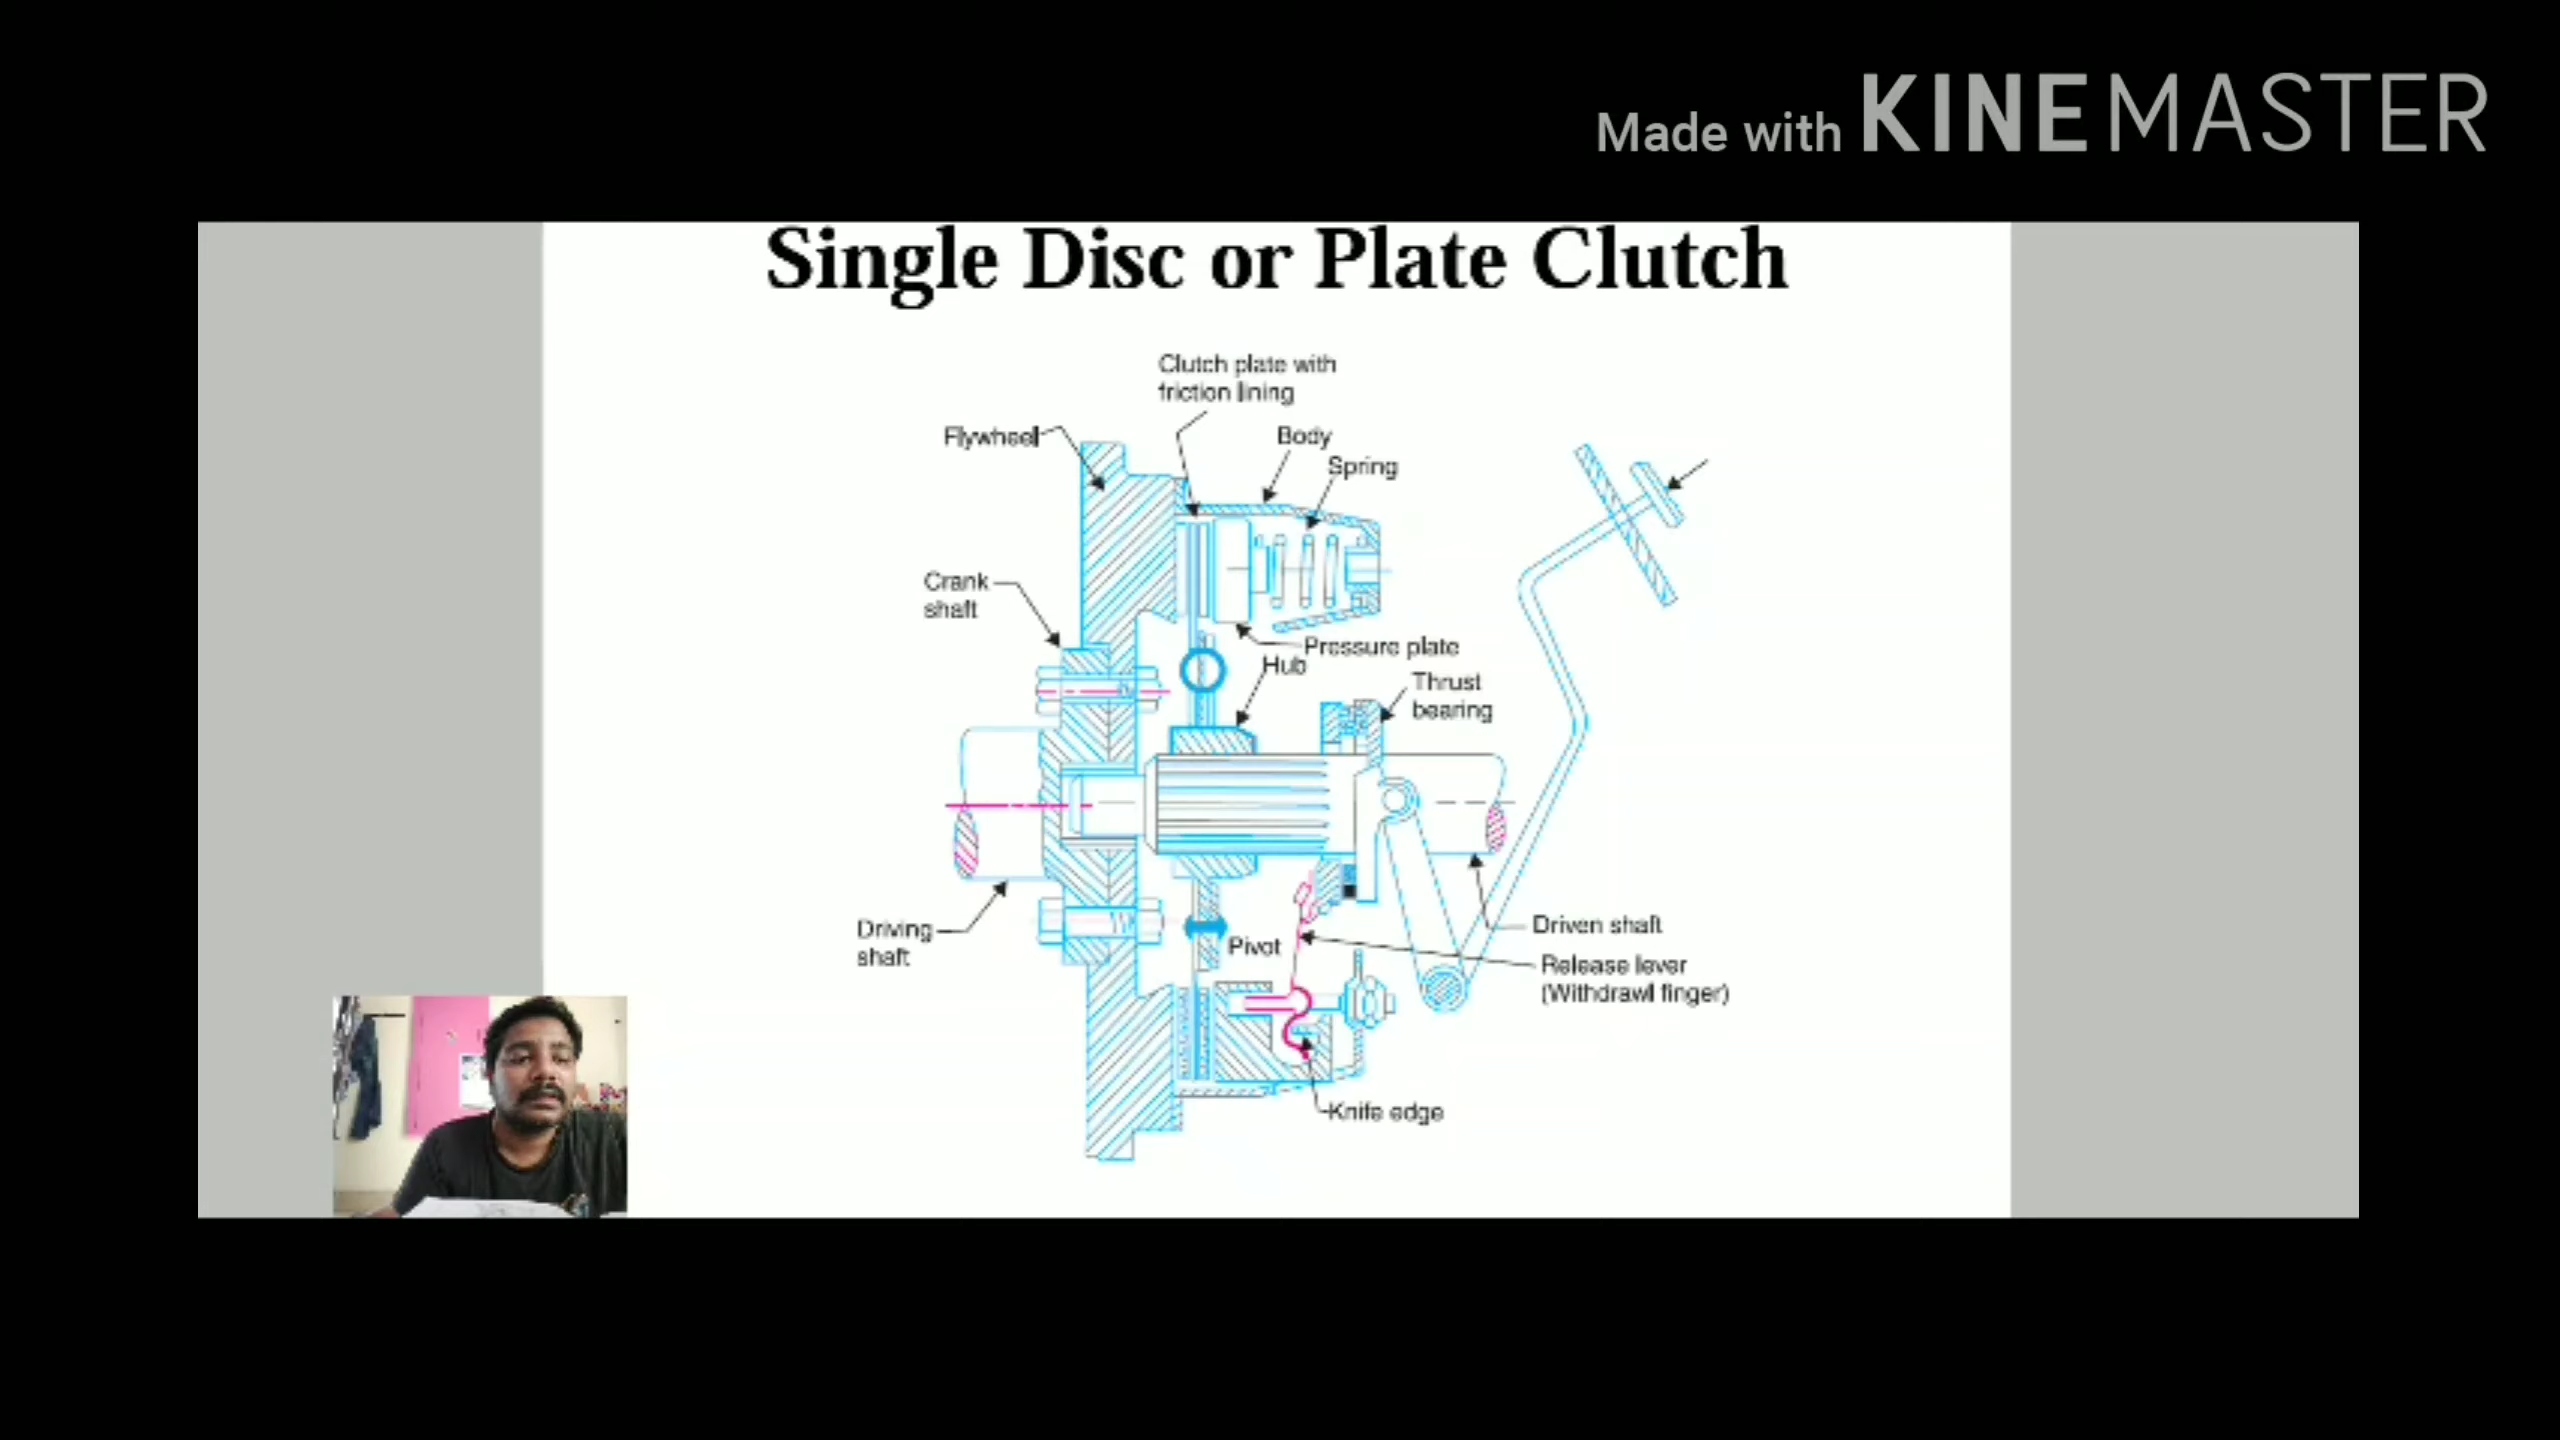 Made with KINEMASTER
Single Disc or Plate Clutch
Clutch plate with
friction lining
Flywheel
Body
Spring
Crank
shaft
Pressure plate
Hub
Thrust
bearing
Driving
shaft
Pivot
Driven shaft
Release lever
(Withdrawl finger)
Knife edge